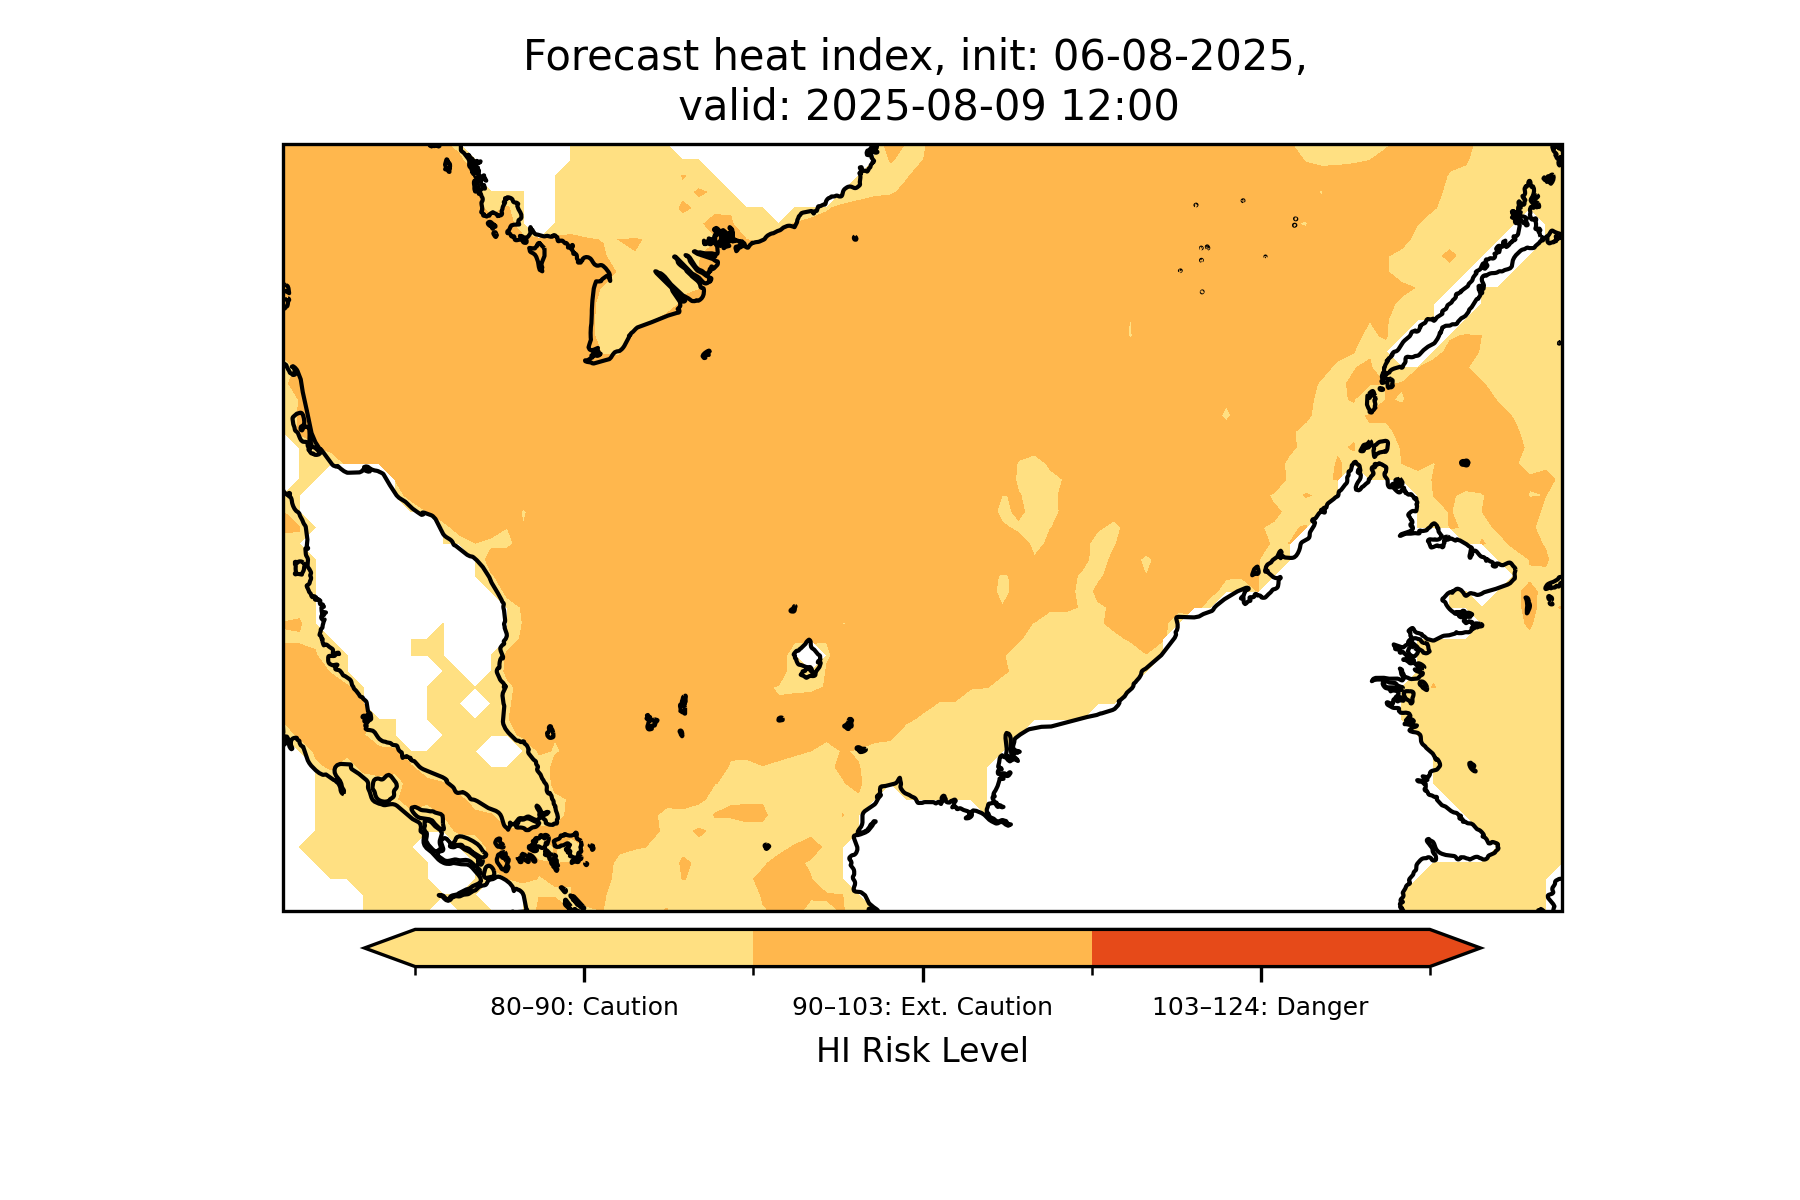 Forecast heat index, init: 06-08-2025,
valid: 2025-08-09 12:00
80–90: Caution
90–103: Ext. Caution
103–124: Danger
HI Risk Level